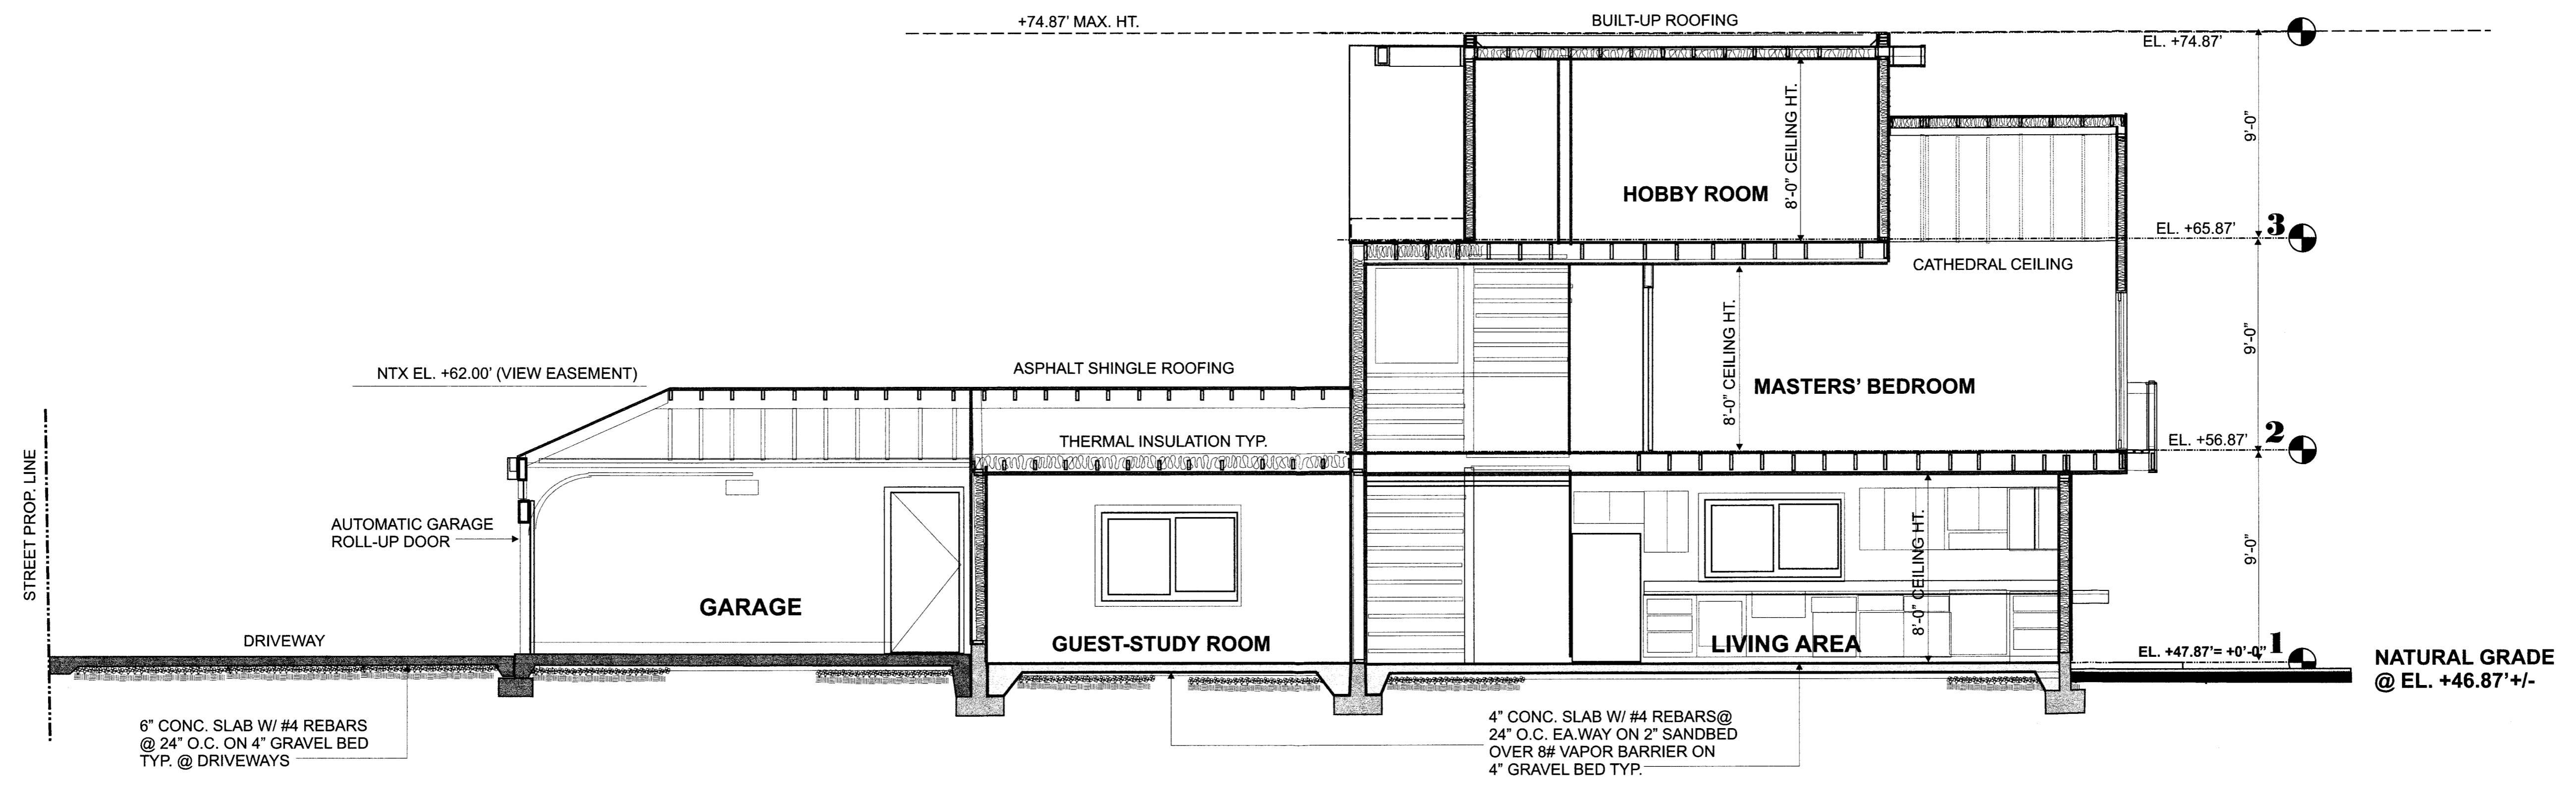 +74.87' MAX. HT.
BUILT-UP ROOFING
EL. +74.87'
9'-0"
8'-0" CEILING HT.
HOBBY ROOM
EL. +65.87'
3
CATHEDRAL CEILING
9'-0"
8'-0" CEILING HT.
MASTERS' BEDROOM
NTX EL. +62.00' (VIEW EASEMENT)
ASPHALT SHINGLE ROOFING
THERMAL INSULATION TYP.
EL. +56.87'
2
STREET PROP. LINE
AUTOMATIC GARAGE
ROLL-UP DOOR
9'-0"
8'-0" CEILING HT.
GARAGE
DRIVEWAY
GUEST-STUDY ROOM
LIVING AREA
EL. +47.87'= +0'-0"
1
NATURAL GRADE
@ EL. +46.87'+/-
6" CONC. SLAB W/ #4 REBARS
@ 24" O.C. ON 4" GRAVEL BED
TYP. @ DRIVEWAYS
4" CONC. SLAB W/ #4 REBARS@
24" O.C. EA.WAY ON 2" SANDBED
OVER 8# VAPOR BARRIER ON
4" GRAVEL BED TYP.